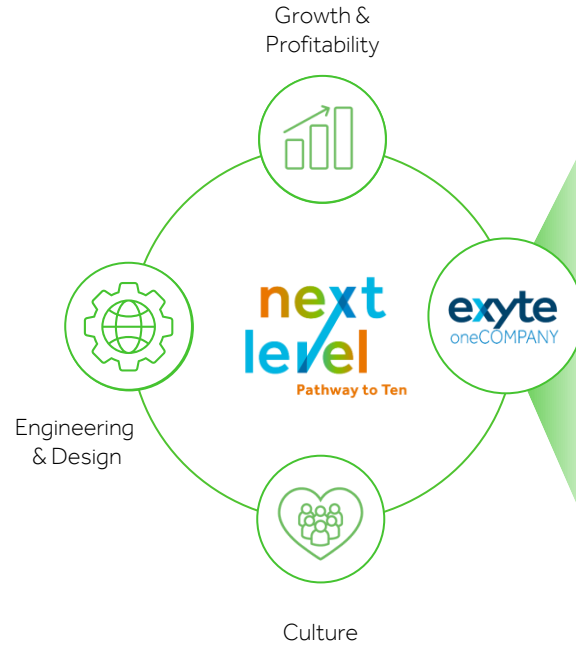 Growth &
Profitability
next
level
Pathway to Ten
exyte
oneCOMPANY
Engineering
& Design
Culture